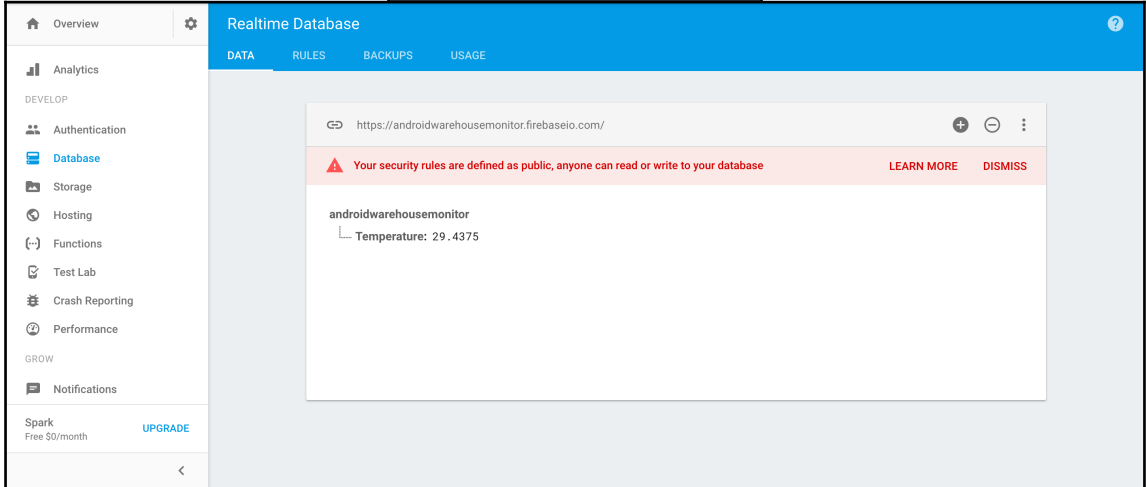 Overview
Analytics
DEVELOP
Authentication
Database
Storage
Hosting
Functions
Test Lab
Crash Reporting
Performance
GROW
Notifications
Spark
Free $0/month
UPGRADE
Realtime Database
DATA RULES BACKUPS USAGE
https://androidwarehousemonitor.firebaseio.com/
Your security rules are defined as public, anyone can read or write to your database LEARN MORE DISMISS
androidwarehousemonitor
Temperature: 29.4375